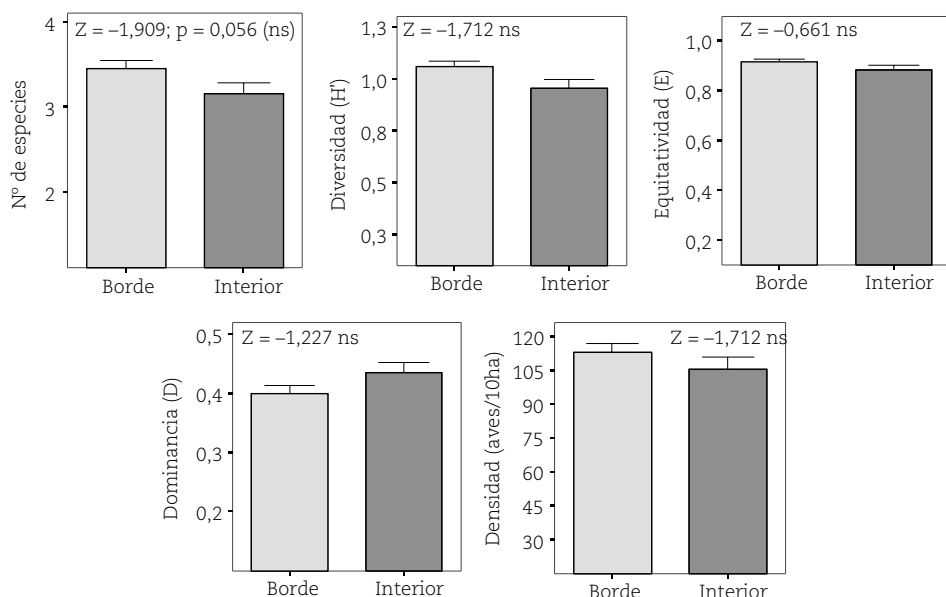 Z = –1,909; p = 0,056 (ns)
Nº de especies
4
3
2
Borde
Interior
Z = –1,712 ns
Diversidad (H')
1,3
1,0
0,8
0,5
0,3
Borde
Interior
Z = –0,661 ns
Equitatividad (E)
1,0
0,8
0,6
0,4
0,2
Borde
Interior
Z = –1,227 ns
Dominancia (D)
0,5
0,4
0,3
0,2
Borde
Interior
Z = –1,712 ns
Densidad (aves/10ha)
120
105
90
75
60
45
30
Borde
Interior